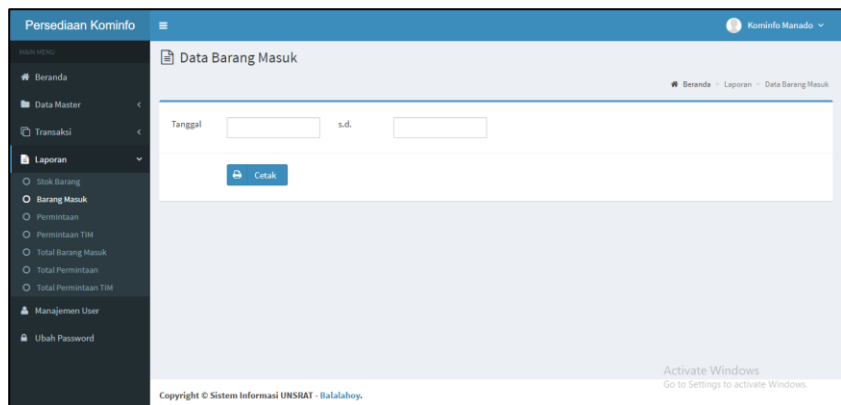 Persediaan Kominfo
Kominfo Manado
MAIN MENU
Beranda
Data Master
Transaksi
Laporan
Stok Barang
Barang Masuk
Permintaan
Permintaan TIM
Total Barang Masuk
Total Permintaan
Total Permintaan TIM
Manajemen User
Ubah Password
Data Barang Masuk
Beranda > Laporan > Data Barang Masuk
Tanggal s.d.
Cetak
Activate Windows
Go to Settings to activate Windows.
Copyright © Sistem Informasi UNSRAT - Balalahoy.